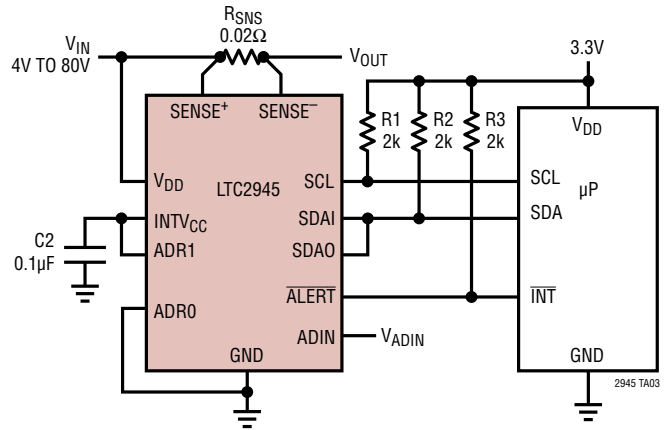 R_SNS
0.02Ω
V_IN
4V TO 80V
V_OUT
3.3V
SENSE⁺
SENSE⁻
R1
2k
R2
2k
R3
2k
V_DD
V_DD
LTC2945
SCL
SCL
µP
INTV_CC
SDAI
SDA
C2
0.1µF
ADR1
SDAO
ALERT
INT
ADR0
ADIN
V_ADIN
GND
GND
2945 TA03